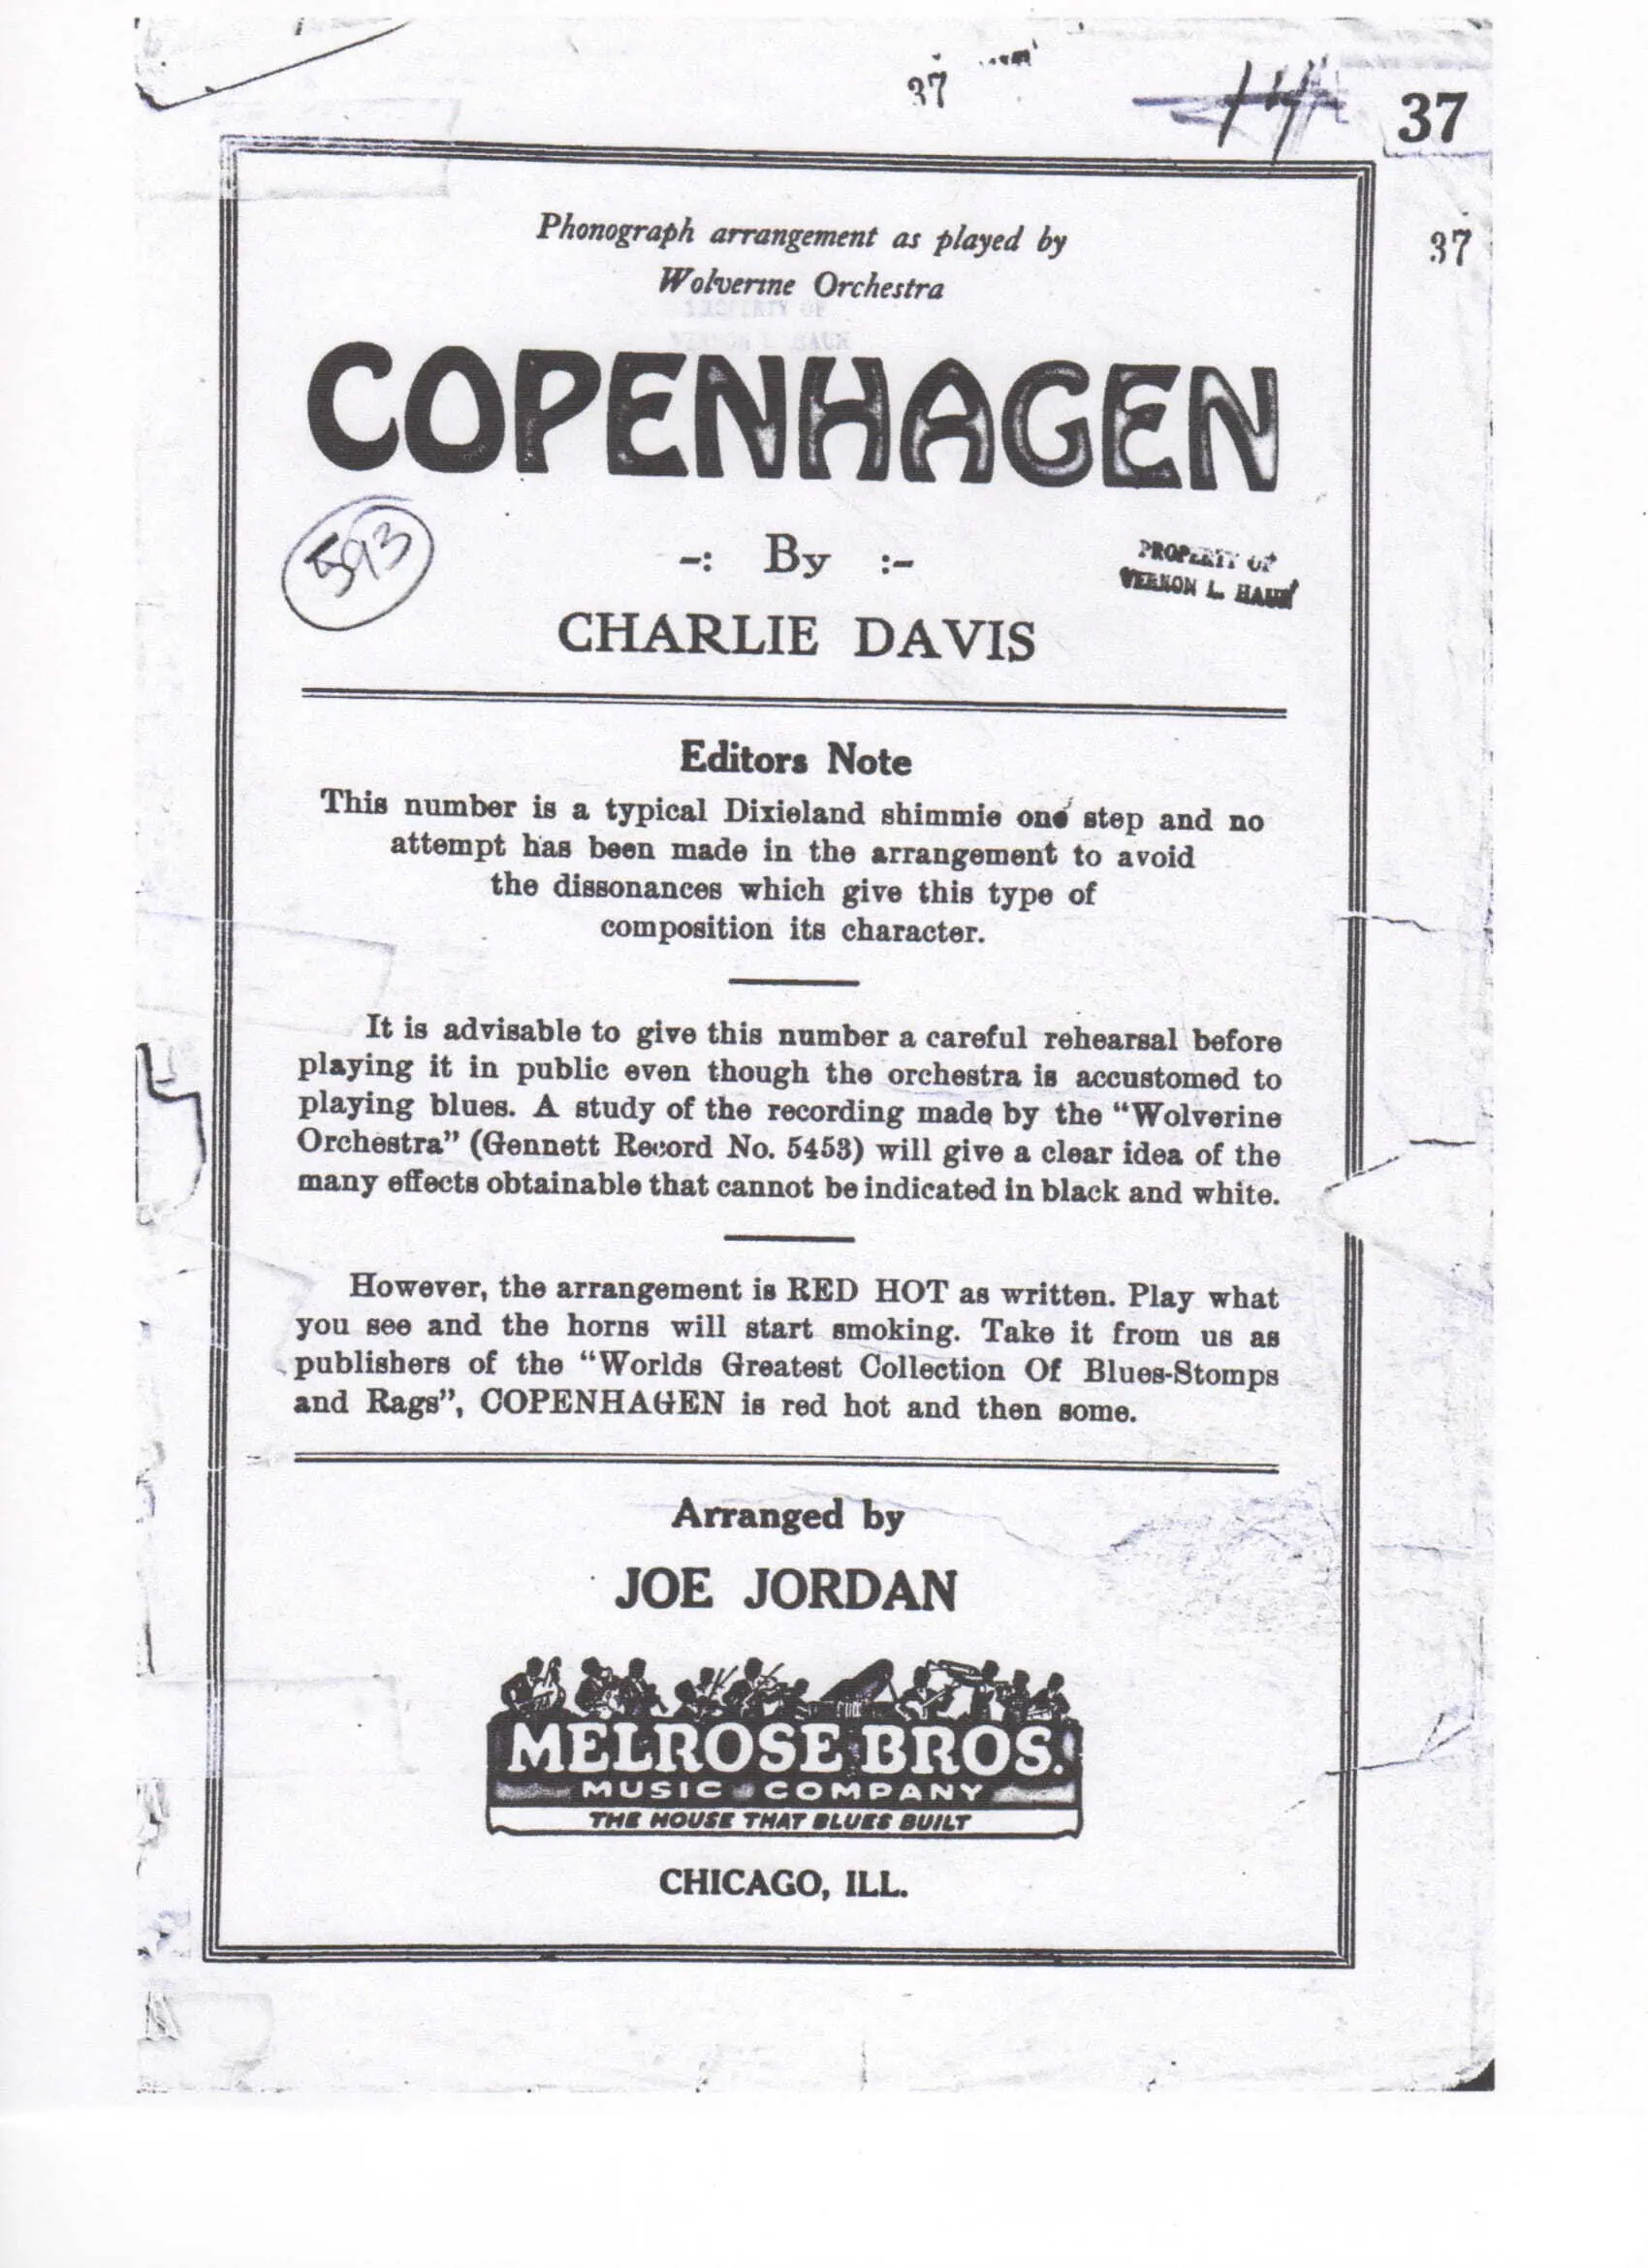 37
37
37
Phonograph arrangement as played by
Wolverine Orchestra
PROPERTY OF
VERNON L. HAUN
COPENHAGEN
593
-: By :-
PROPERTY OF
VERNON L. HAUN
CHARLIE DAVIS
Editors Note
This number is a typical Dixieland shimmie one step and no
attempt has been made in the arrangement to avoid
the dissonances which give this type of
composition its character.
It is advisable to give this number a careful rehearsal before
playing it in public even though the orchestra is accustomed to
playing blues. A study of the recording made by the “Wolverine
Orchestra” (Gennett Record No. 5453) will give a clear idea of the
many effects obtainable that cannot be indicated in black and white.
However, the arrangement is RED HOT as written. Play what
you see and the horns will start smoking. Take it from us as
publishers of the “Worlds Greatest Collection Of Blues-Stomps
and Rags”, COPENHAGEN is red hot and then some.
Arranged by
JOE JORDAN
MELROSE BROS.
MUSIC COMPANY
THE HOUSE THAT BLUES BUILT
CHICAGO, ILL.